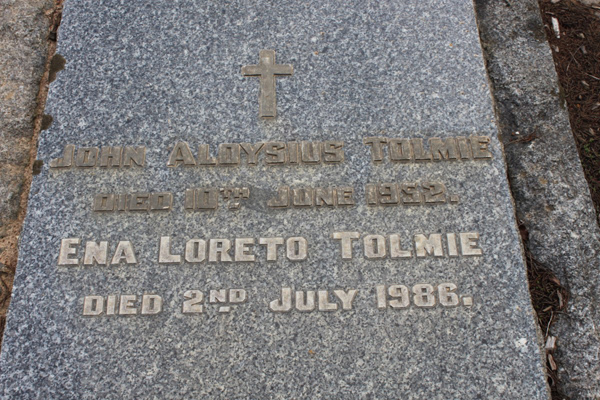 John Aloysius Tolmie
Died 10th June 1952.
Ena Loreto Tolmie
Died 2nd July 1986.